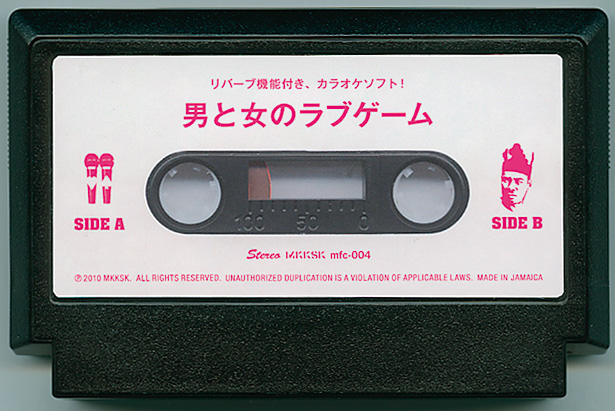 リバーブ機能付き、カラオケソフト!
男と女のラブゲーム
SIDE A
SIDE B
100 50 0
Stereo MKKSK mfc-004
Ⓟ 2010 MKKSK. ALL RIGHTS RESERVED. UNAUTHORIZED DUPLICATION IS A VIOLATION OF APPLICABLE LAWS. MADE IN JAMAICA